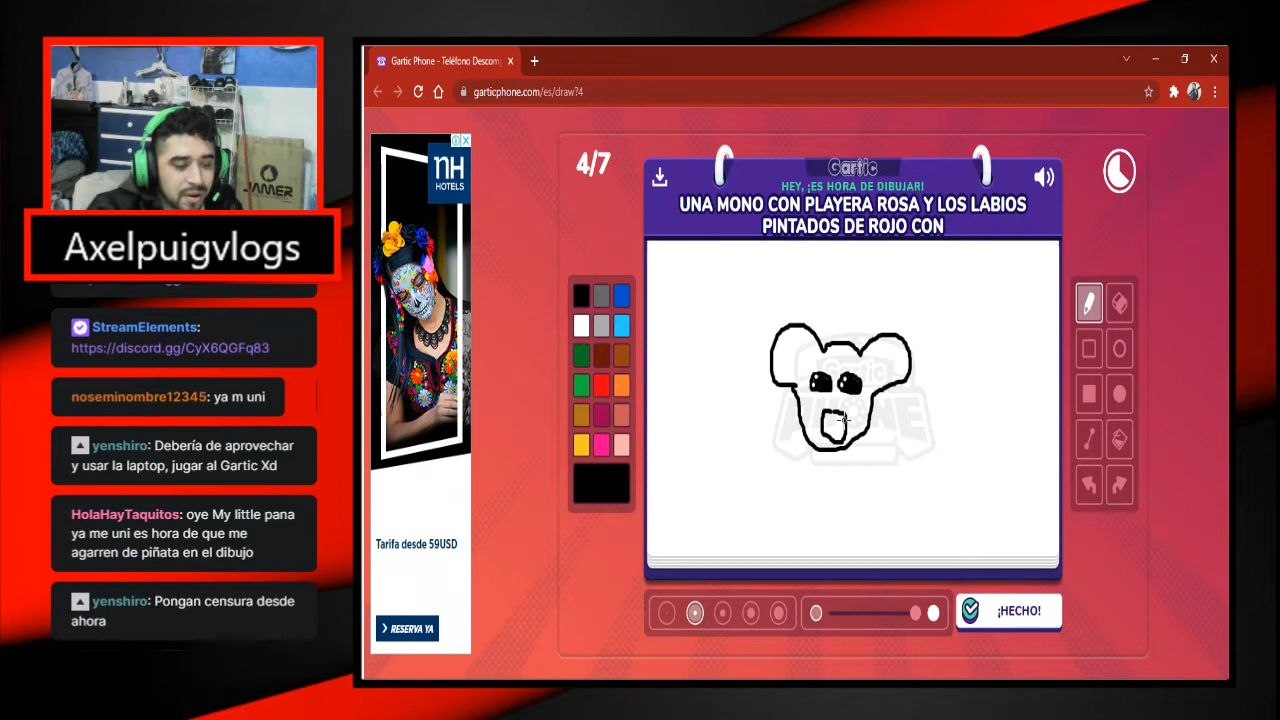 Axelpuigvlogs
StreamElements:
https://discord.gg/CyX6QGFq83
noseminombre12345: ya m uni
yenshiro: Debería de aprovechar
y usar la laptop, jugar al Gartic Xd
HolaHayTaquitos: oye My little pana
ya me uni es hora de que me
agarren de piñata en el dibujo
yenshiro: Pongan censura desde
ahora
JAMER
Gartic Phone - Teléfono Descom
garticphone.com/es/draw?4
nH
HOTELS
Tarifa desde 59USD
RESERVA YA
4/7
Gartic
HEY, ¡ES HORA DE DIBUJAR!
UNA MONO CON PLAYERA ROSA Y LOS LABIOS
PINTADOS DE ROJO CON
Gartic
PHONE
¡HECHO!